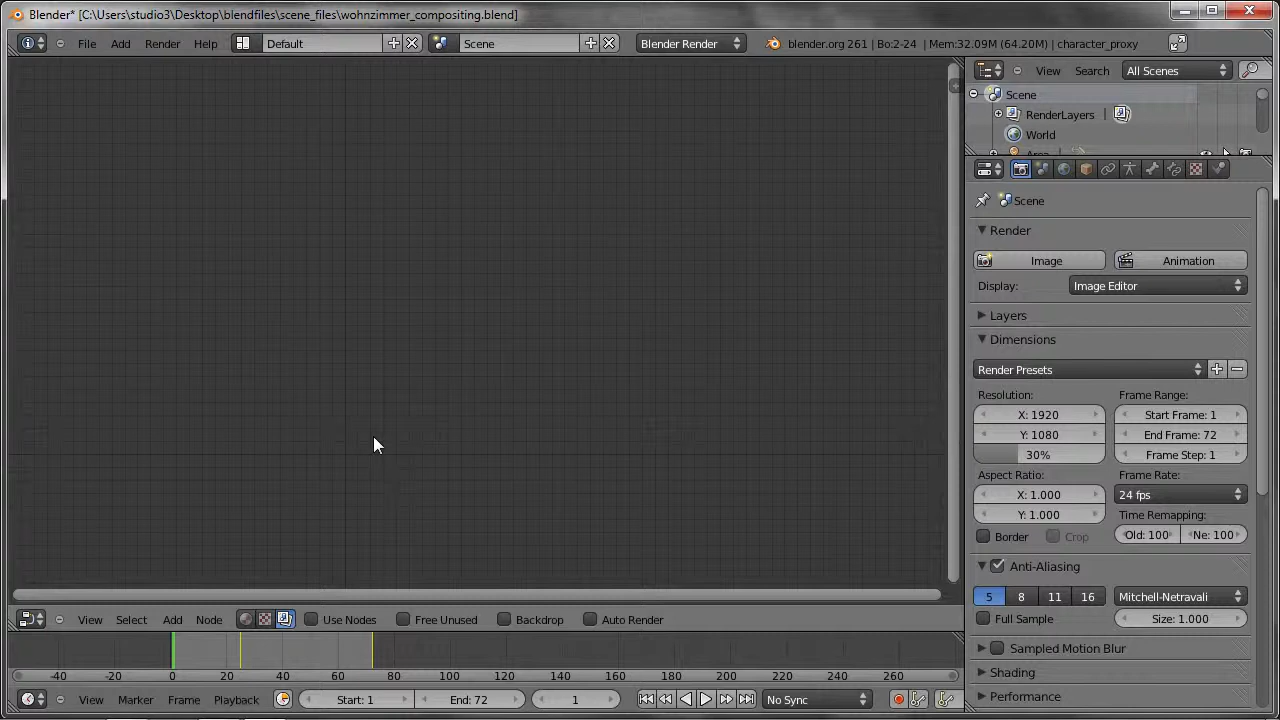 Blender* [C:\Users\studio3\Desktop\blendfiles\scene_files\wohnzimmer_compositing.blend]
File Add Render Help Default Scene Blender Render blender.org 261 | Bo:2-24 | Mem:32.09M (64.20M) | character_proxy
View Search All Scenes
Scene
RenderLayers |
World
Scene
Render
Image Animation
Display: Image Editor
Layers
Dimensions
Render Presets
Resolution: Frame Range:
X: 1920 Start Frame: 1
Y: 1080 End Frame: 72
30% Frame Step: 1
Aspect Ratio: Frame Rate:
X: 1.000 24 fps
Y: 1.000 Time Remapping:
Border Crop Old: 100 Ne: 100
Anti-Aliasing
5 8 11 16 Mitchell-Netravali
Full Sample Size: 1.000
View Select Add Node Use Nodes Free Unused Backdrop Auto Render
Sampled Motion Blur
Shading
-40 -20 0 20 40 60 80 100 120 140 160 180 200 220 240 260
Performance
View Marker Frame Playback Start: 1 End: 72 1 No Sync